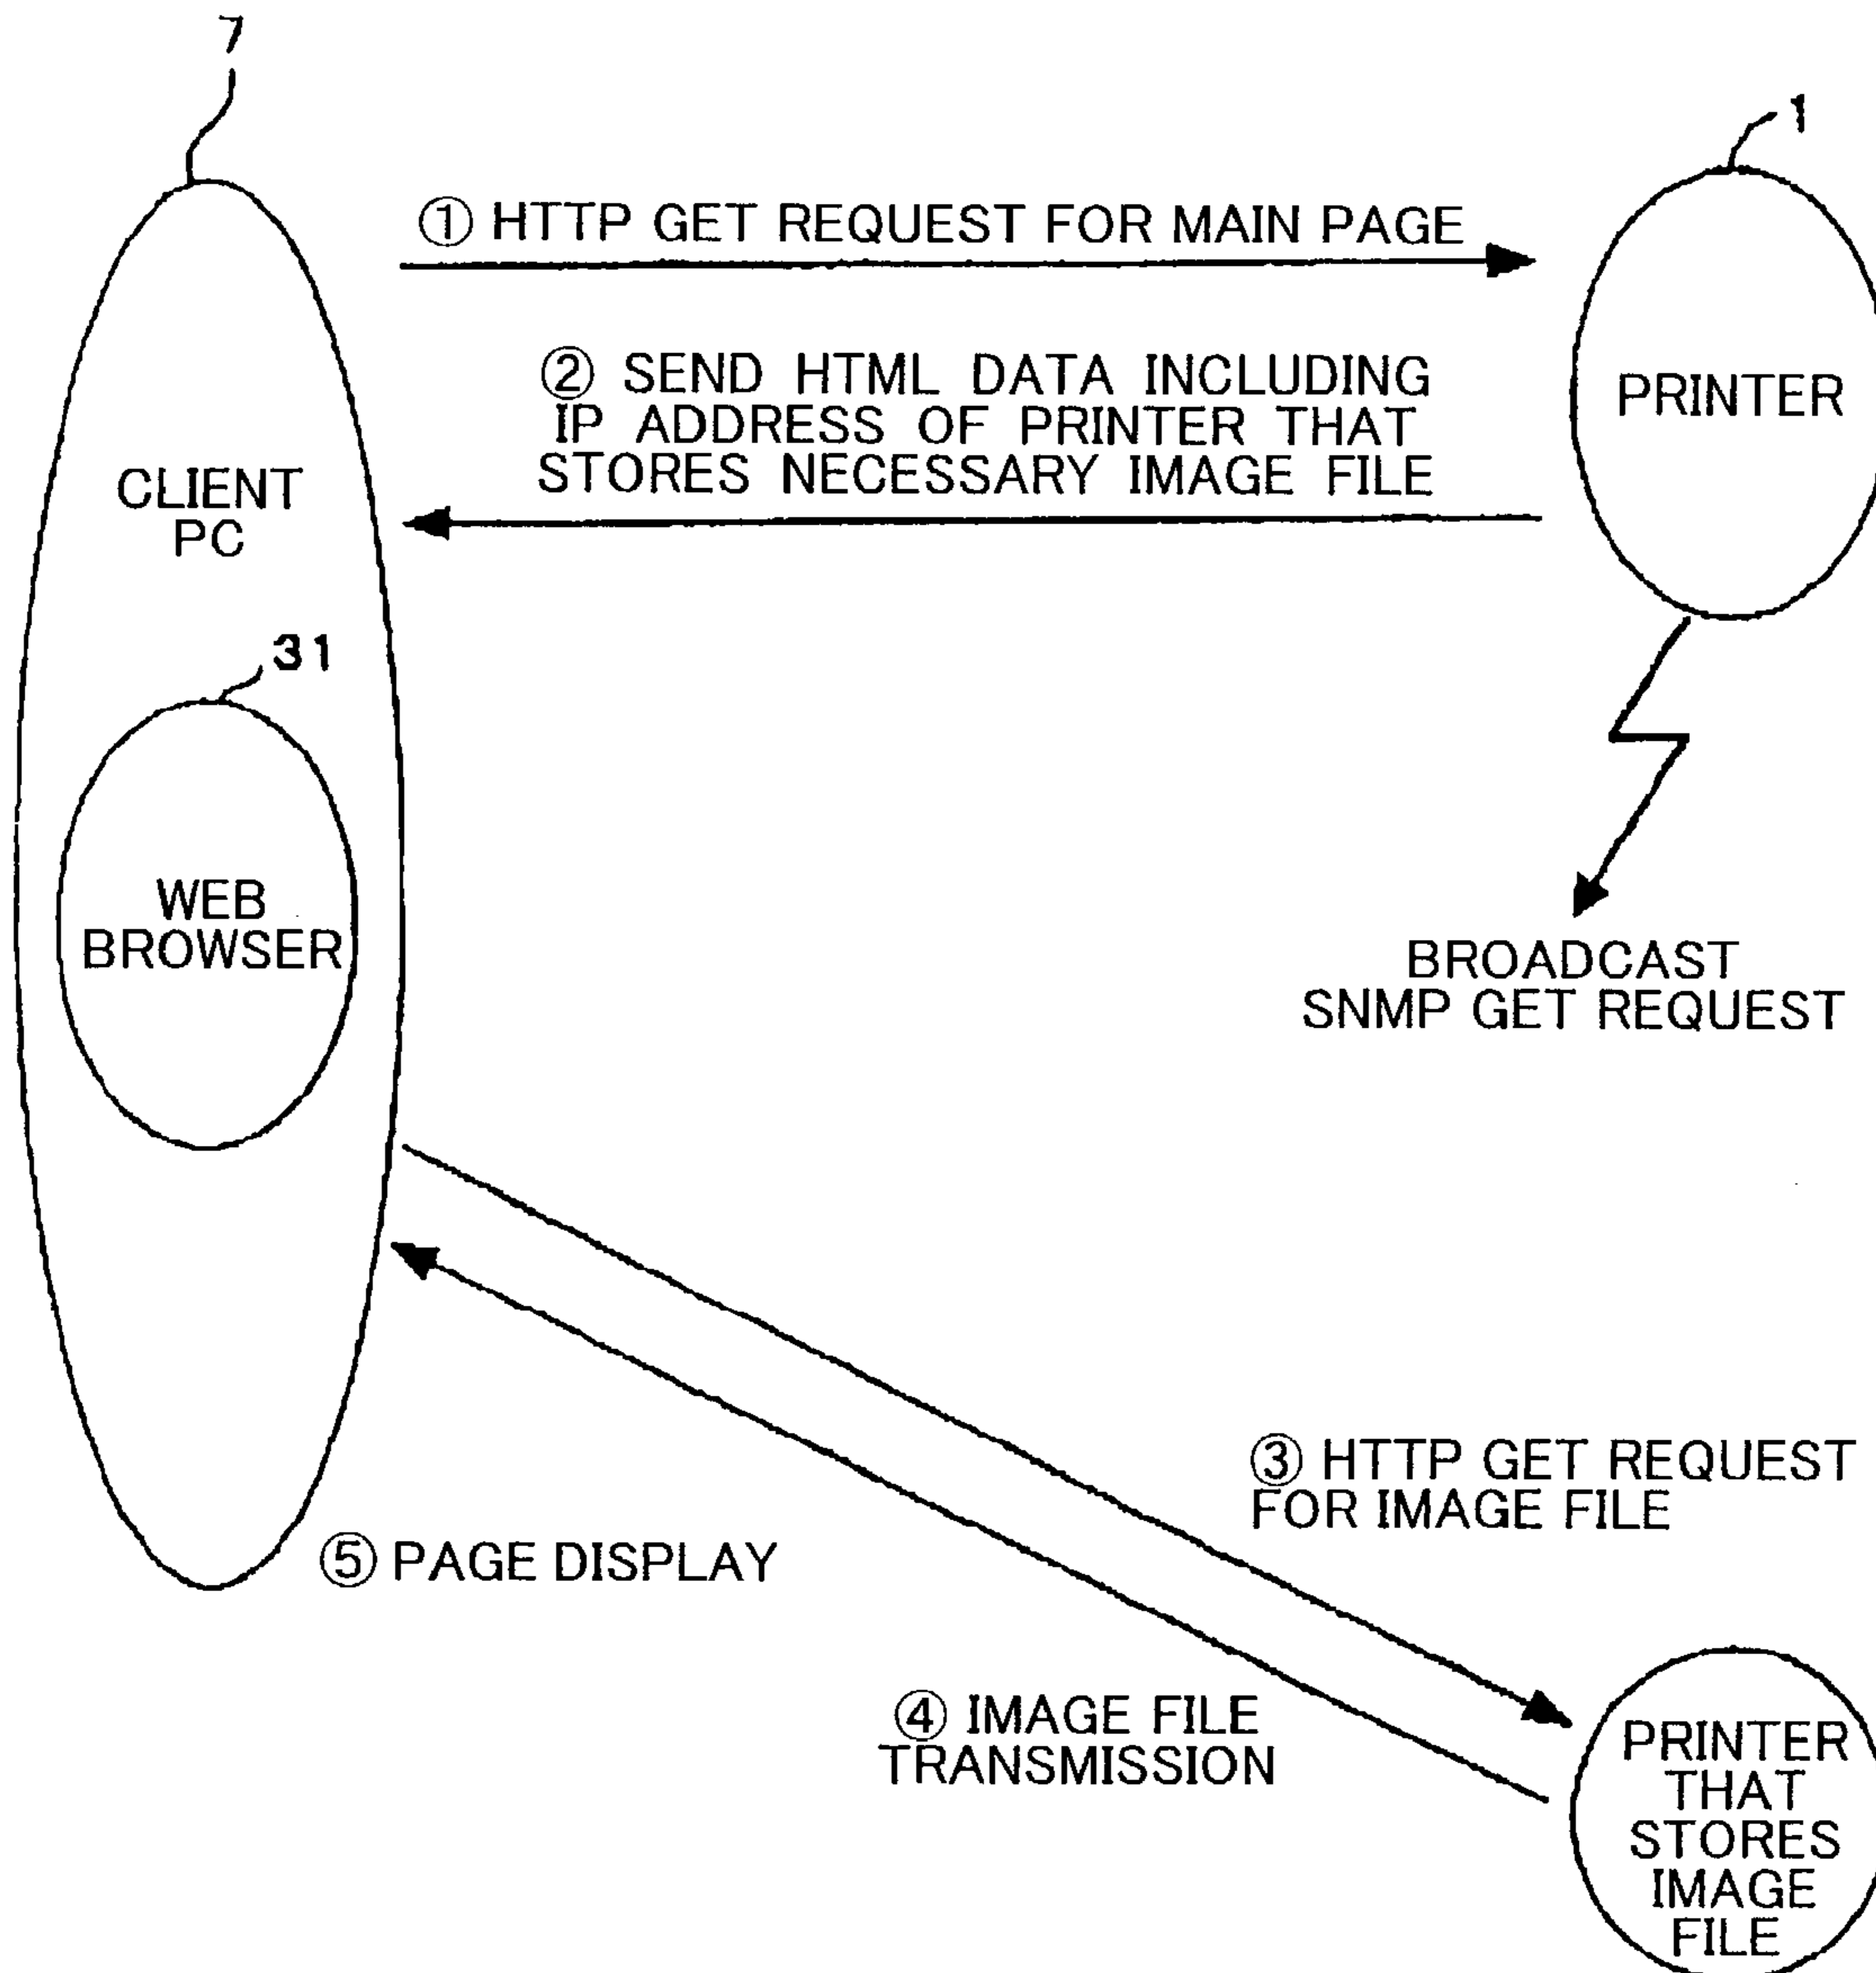 7
1
① HTTP GET REQUEST FOR MAIN PAGE
② SEND HTML DATA INCLUDING
IP ADDRESS OF PRINTER THAT
STORES NECESSARY IMAGE FILE
PRINTER
CLIENT
PC
31
WEB
BROWSER
BROADCAST
SNMP GET REQUEST
③ HTTP GET REQUEST
FOR IMAGE FILE
⑤ PAGE DISPLAY
④ IMAGE FILE
TRANSMISSION
PRINTER
THAT
STORES
IMAGE
FILE